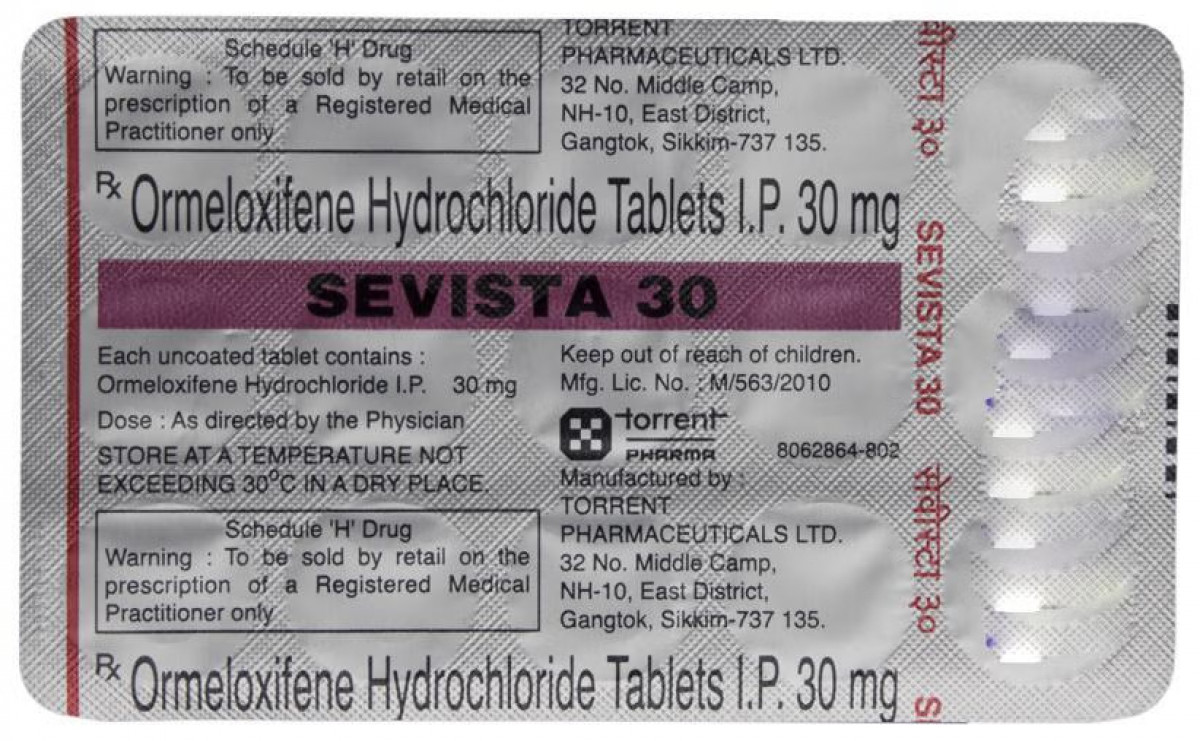 Schedule 'H' Drug
Warning : To be sold by retail on the
prescription of a Registered Medical
Practitioner only
TORRENT
PHARMACEUTICALS LTD.
32 No. Middle Camp,
NH-10, East District,
Gangtok, Sikkim-737 135.
Rx Ormeloxifene Hydrochloride Tablets I.P. 30 mg
SEVISTA 30
Each uncoated tablet contains :
Ormeloxifene Hydrochloride I.P. 30 mg
Dose : As directed by the Physician
STORE AT A TEMPERATURE NOT
EXCEEDING 30°C IN A DRY PLACE.
Keep out of reach of children.
Mfg. Lic. No. : M/563/2010
torrent
PHARMA
8062864-802
Manufactured by :
TORRENT
PHARMACEUTICALS LTD.
32 No. Middle Camp,
NH-10, East District,
Gangtok, Sikkim-737 135.
Schedule 'H' Drug
Warning : To be sold by retail on the
prescription of a Registered Medical
Practitioner only
Rx Ormeloxifene Hydrochloride Tablets I.P. 30 mg
३० SEVISTA 30 सेवीस्टा ३०